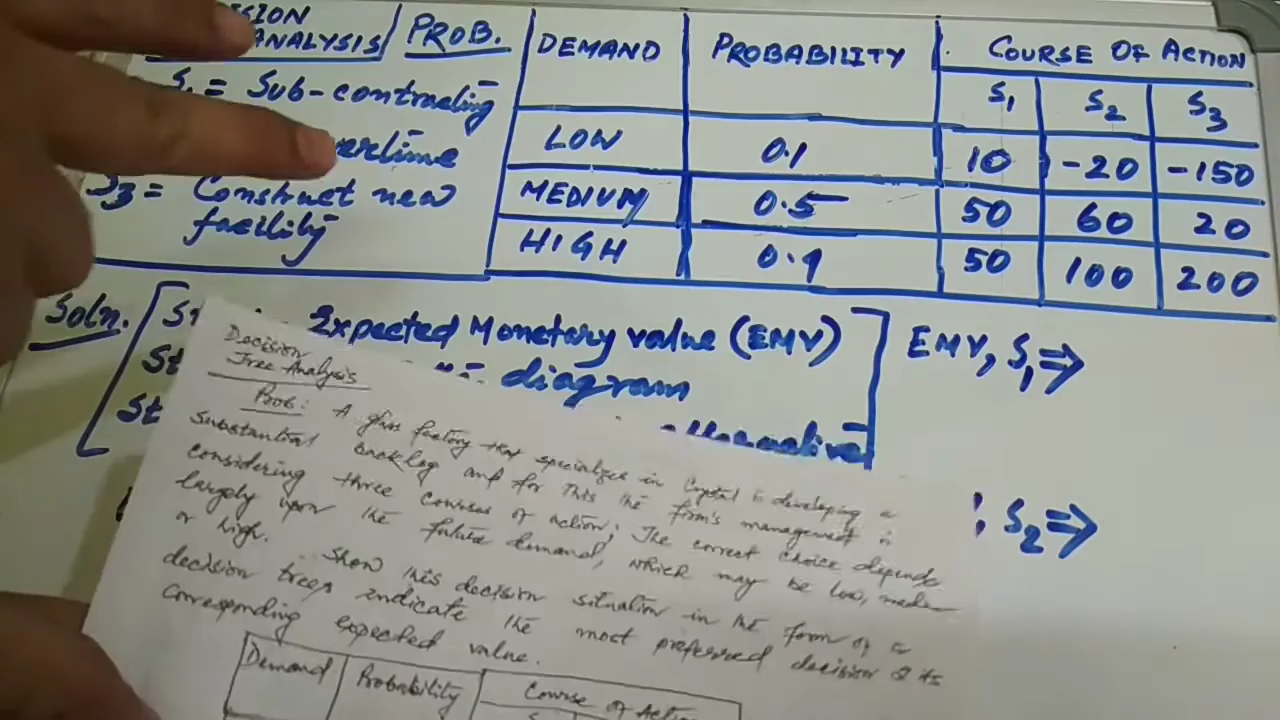 ANALYSIS
PROB.
S1 = Sub-contracting
S3 = Construct new
facility
DEMAND PROBABILITY COURSE OF ACTION
S1 S2 S3
LOW 0.1 10 -20 -150
MEDIUM 0.5 50 60 20
HIGH 0.4 50 100 200
Soln.
Expected Monetary value (EMV)
diagram
EMV, S1 ⇒
; S2 ⇒
Decision
Tree Analysis
Prob: A glass factory that specializes in Crystal is developing a
substantial backlog and for this the firm's management is
considering three courses of action; The correct choice depends
largely upon the future demand, which may be low, medium
or high.
Show this decision situation in the form of a
decision tree & indicate the most preferred decision & its
corresponding expected value.
Demand Probability Course of Action